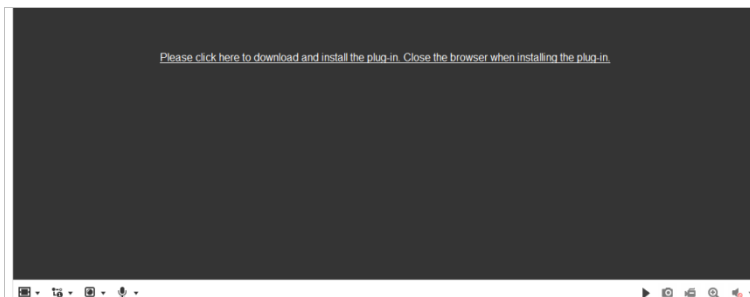 Please click here to download and install the plug-in. Close the browser when installing the plug-in.